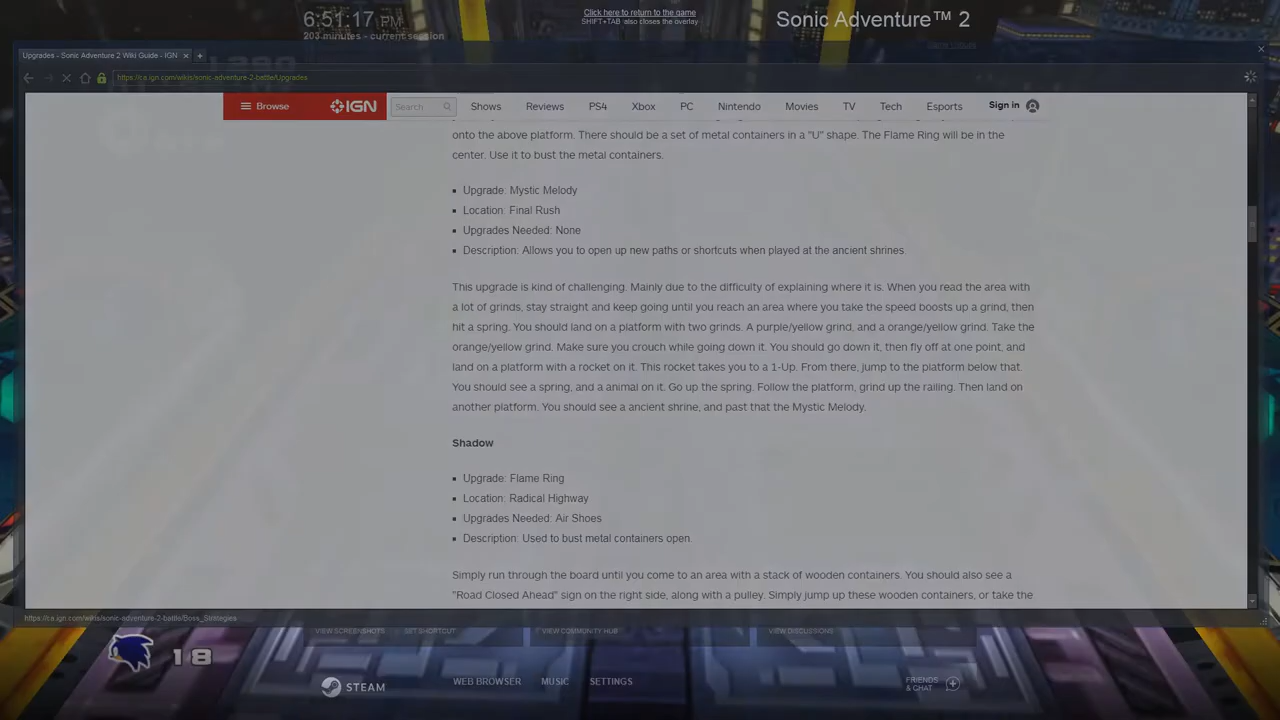 6:51:17 PM
203 minutes - current session
Click here to return to the game
SHIFT+TAB also closes the overlay
Sonic Adventure™ 2
Upgrades - Sonic Adventure 2 Wiki Guide - IGN
https://ca.ign.com/wikis/sonic-adventure-2-battle/Upgrades
Browse IGN Search Shows Reviews PS4 Xbox PC Nintendo Movies TV Tech Esports Sign in
onto the above platform. There should be a set of metal containers in a "U" shape. The Flame Ring will be in the
center. Use it to bust the metal containers.
Upgrade: Mystic Melody
Location: Final Rush
Upgrades Needed: None
Description: Allows you to open up new paths or shortcuts when played at the ancient shrines.
This upgrade is kind of challenging. Mainly due to the difficulty of explaining where it is. When you read the area with
a lot of grinds, stay straight and keep going until you reach an area where you take the speed boosts up a grind, then
hit a spring. You should land on a platform with two grinds. A purple/yellow grind, and a orange/yellow grind. Take the
orange/yellow grind. Make sure you crouch while going down it. You should go down it, then fly off at one point, and
land on a platform with a rocket on it. This rocket takes you to a 1-Up. From there, jump to the platform below that.
You should see a spring, and a animal on it. Go up the spring. Follow the platform, grind up the railing. Then land on
another platform. You should see a ancient shrine, and past that the Mystic Melody.
Shadow
Upgrade: Flame Ring
Location: Radical Highway
Upgrades Needed: Air Shoes
Description: Used to bust metal containers open.
Simply run through the board until you come to an area with a stack of wooden containers. You should also see a
"Road Closed Ahead" sign on the right side, along with a pulley. Simply jump up these wooden containers, or take the
https://ca.ign.com/wikis/sonic-adventure-2-battle/Boss_Strategies
VIEW SCREENSHOTS SET SHORTCUT VIEW COMMUNITY HUB VIEW DISCUSSIONS
18
STEAM WEB BROWSER MUSIC SETTINGS FRIENDS
& CHAT